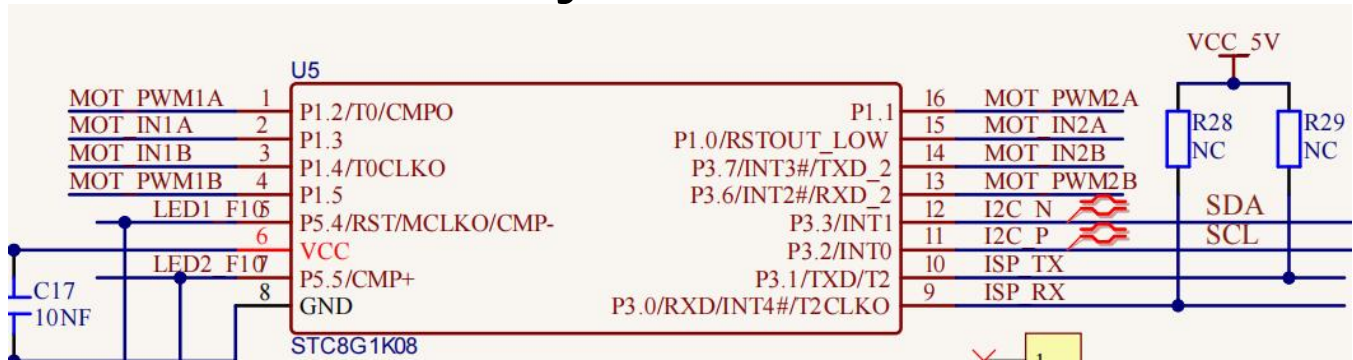 VCC_5V
U5
MOT_PWM1A 1 P1.2/T0/CMPO P1.1 16 MOT_PWM2A
MOT_IN1A 2 P1.3 P1.0/RSTOUT_LOW 15 MOT_IN2A
R28 R29
MOT_IN1B 3 P1.4/T0CLKO P3.7/INT3#/TXD_2 14 MOT_IN2B
NC NC
MOT_PWM1B 4 P1.5 P3.6/INT2#/RXD_2 13 MOT_PWM2B
LED1_F10 5 P5.4/RST/MCLKO/CMP- P3.3/INT1 12 I2C_N SDA
6 VCC P3.2/INT0 11 I2C_P SCL
LED2_F10 7 P5.5/CMP+ P3.1/TXD/T2 10 ISP_TX
C17 8 GND P3.0/RXD/INT4#/T2CLKO 9 ISP_RX
10NF
STC8G1K08
1